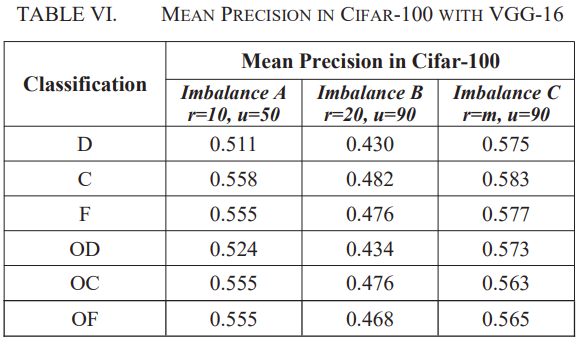 TABLE VI. MEAN PRECISION IN CIFAR-100 WITH VGG-16
Classification
Mean Precision in Cifar-100
Imbalance A Imbalance B Imbalance C
r=10, u=50 r=20, u=90 r=m, u=90
D 0.511 0.430 0.575
C 0.558 0.482 0.583
F 0.555 0.476 0.577
OD 0.524 0.434 0.573
OC 0.555 0.476 0.563
OF 0.555 0.468 0.565